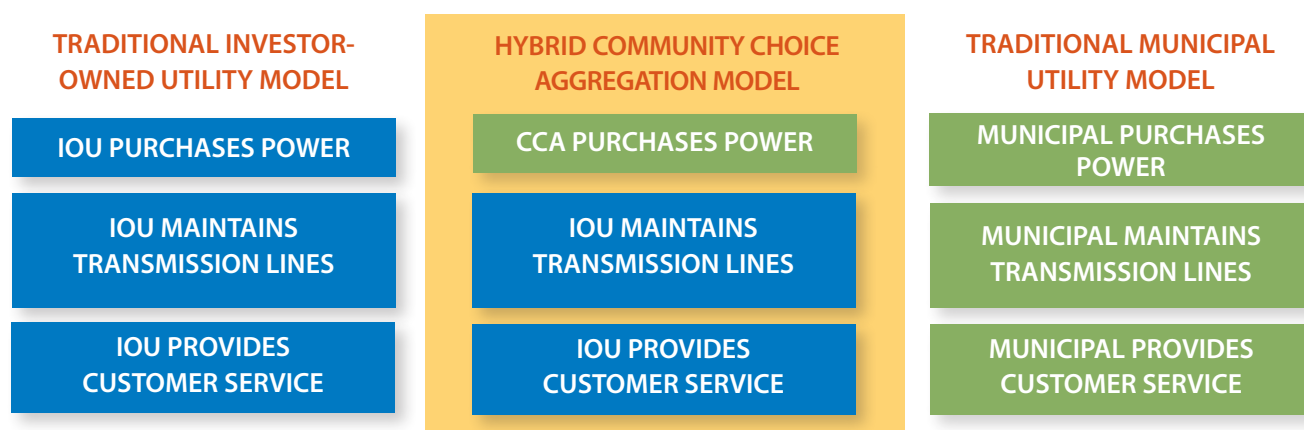 TRADITIONAL INVESTOR-
OWNED UTILITY MODEL
IOU PURCHASES POWER
IOU MAINTAINS
TRANSMISSION LINES
IOU PROVIDES
CUSTOMER SERVICE
HYBRID COMMUNITY CHOICE
AGGREGATION MODEL
CCA PURCHASES POWER
IOU MAINTAINS
TRANSMISSION LINES
IOU PROVIDES
CUSTOMER SERVICE
TRADITIONAL MUNICIPAL
UTILITY MODEL
MUNICIPAL PURCHASES
POWER
MUNICIPAL MAINTAINS
TRANSMISSION LINES
MUNICIPAL PROVIDES
CUSTOMER SERVICE